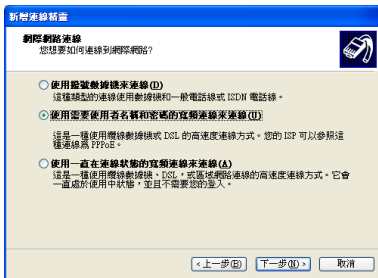 新增連線精靈
網際網路連線
您想要如何連線到網際網路?
使用撥號數據機來連線(D)
這種類型的連線使用數據機和一般電話線或 ISDN 電話線。
使用需要使用者名稱和密碼的寬頻連線來連線(U)
這是一種使用纜線數據機或 DSL 的高速度連線方式。您的 ISP 可以參照這
種連線為 PPPoE。
使用一直在連線狀態的寬頻連線來連線(A)
這是一種使用纜線數據機、DSL,或區域網路連線的高速度連線方式。它會
一直處於使用中狀態,並且不需要您的登入。
<上一步(B) 下一步(N)> 取消